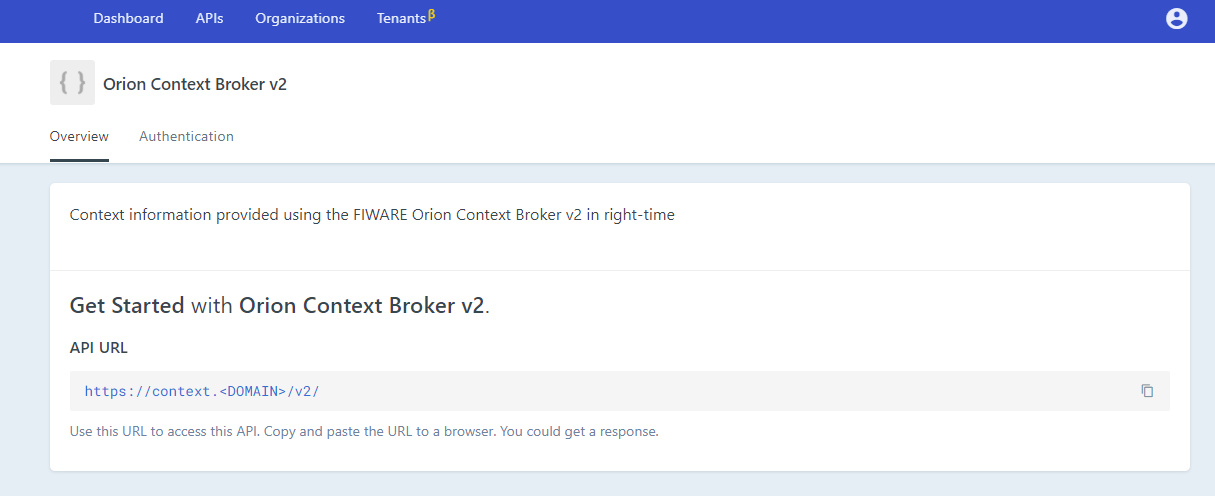 Dashboard APIs Organizations Tenantsβ
{ } Orion Context Broker v2
Overview Authentication
Context information provided using the FIWARE Orion Context Broker v2 in right-time
Get Started with Orion Context Broker v2.
API URL
https://context.<DOMAIN>/v2/
Use this URL to access this API. Copy and paste the URL to a browser. You could get a response.